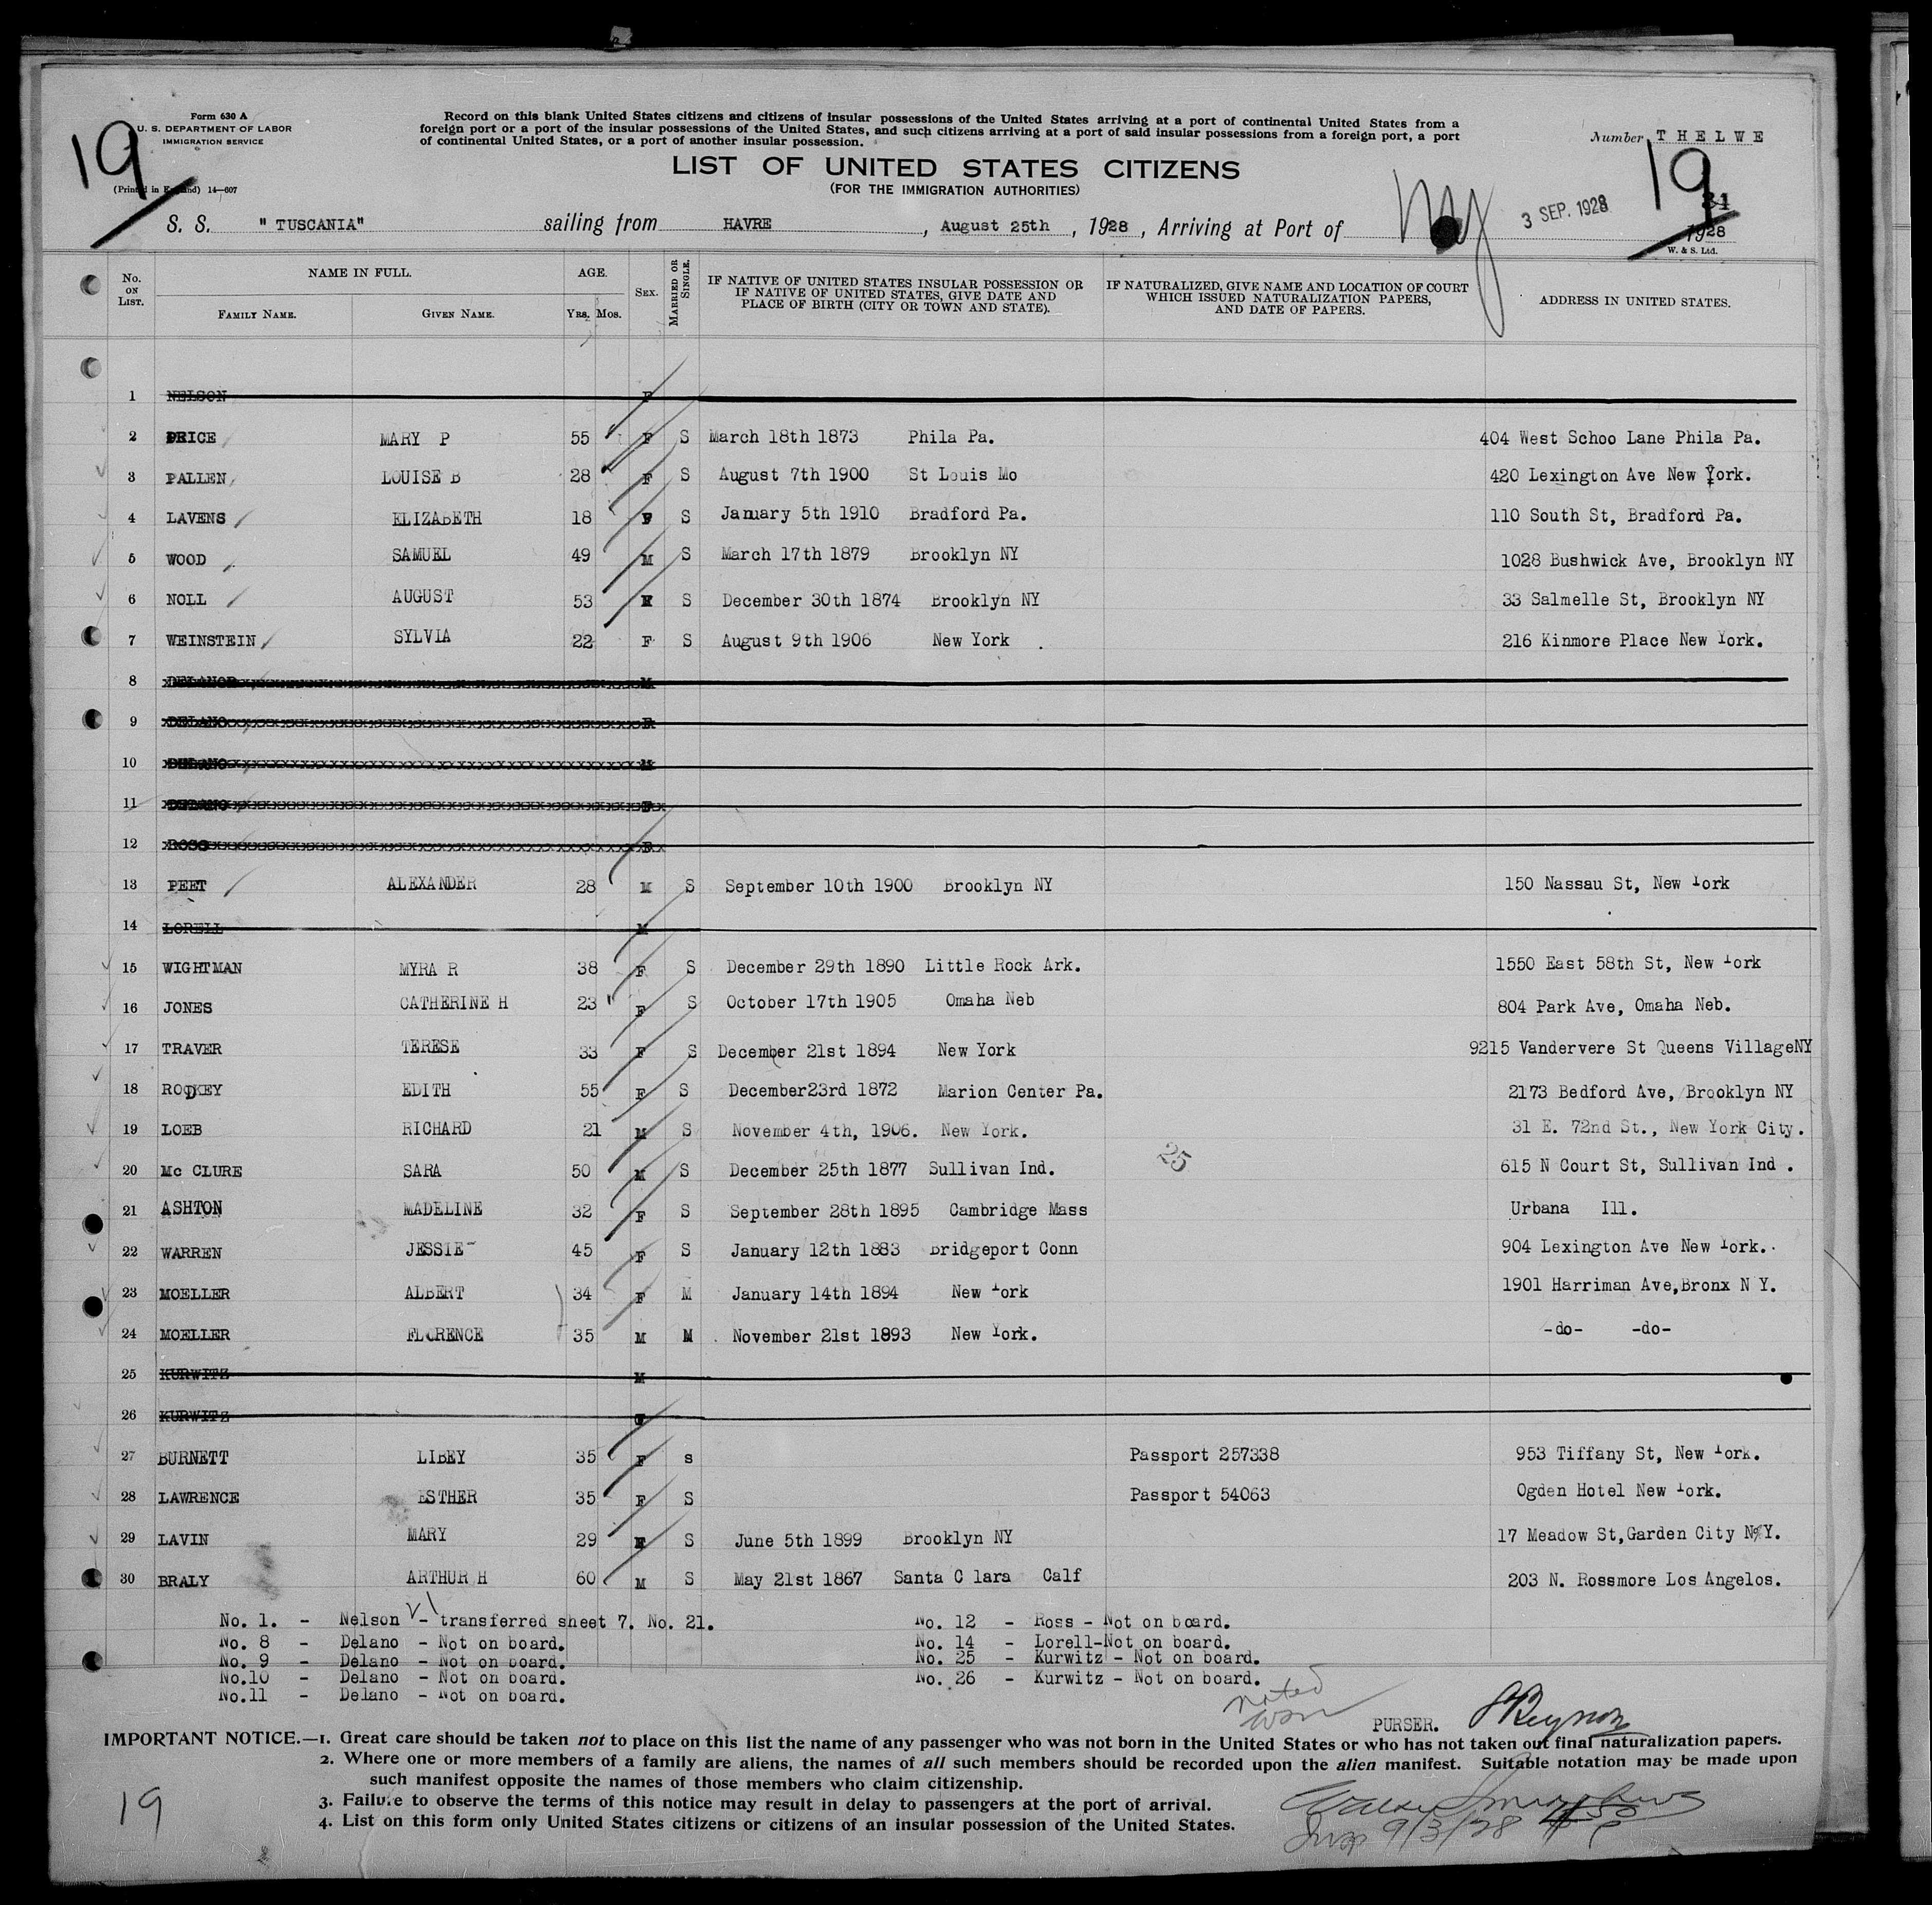 Form 630 A
U. S. DEPARTMENT OF LABOR
IMMIGRATION SERVICE
(Printed in England) 14—607
19
Record on this blank United States citizens and citizens of insular possessions of the United States arriving at a port of continental United States from a
foreign port or a port of the insular possessions of the United States, and such citizens arriving at a port of said insular possessions from a foreign port, a port
of continental United States, or a port of another insular possession.
Number THELWE
19
31
LIST OF UNITED STATES CITIZENS
(FOR THE IMMIGRATION AUTHORITIES)
S. S. "TUSCANIA" sailing from HAVRE, August 25th, 1928, Arriving at Port of Ny 3 SEP. 1928 1928
W. & S. Ltd.
No. ON LIST. NAME IN FULL. FAMILY NAME. GIVEN NAME. AGE. YRS. MOS. SEX. MARRIED OR SINGLE. IF NATIVE OF UNITED STATES INSULAR POSSESSION OR IF NATIVE OF UNITED STATES, GIVE DATE AND PLACE OF BIRTH (CITY OR TOWN AND STATE). IF NATURALIZED, GIVE NAME AND LOCATION OF COURT WHICH ISSUED NATURALIZATION PAPERS, AND DATE OF PAPERS. ADDRESS IN UNITED STATES.
1 NELSON F
2 PRICE MARY P 55 F S March 18th 1873 Phila Pa. 404 West Schoo Lane Phila Pa.
3 PALLEN LOUISE B 28 F S August 7th 1900 St Louis Mo 420 Lexington Ave New York.
4 LAVENS ELIZABETH 18 F S January 5th 1910 Bradford Pa. 110 South St, Bradford Pa.
5 WOOD SAMUEL 49 M S March 17th 1879 Brooklyn NY 1028 Bushwick Ave, Brooklyn NY
6 NOLL AUGUST 53 S December 30th 1874 Brooklyn NY 33 Salmelle St, Brooklyn NY
7 WEINSTEIN SYLVIA 22 F S August 9th 1906 New York 216 Kinmore Place New York.
8 M
9 DELANO F
10 DELANO M
11 DELANO F
12 ROSS F
13 PEET ALEXANDER 28 M S September 10th 1900 Brooklyn NY 150 Nassau St, New York
14 LORELL M
15 WIGHTMAN MYRA R 38 F S December 29th 1890 Little Rock Ark. 1550 East 58th St, New York
16 JONES CATHERINE H 23 F S October 17th 1905 Omaha Neb 804 Park Ave, Omaha Neb.
17 TRAVER TERESE 33 F S December 21st 1894 New York 9215 Vandervere St Queens VillageNY
18 EDITH 55 F S December23rd 1872 Marion Center Pa. 2173 Bedford Ave, Brooklyn NY
19 LOEB RICHARD 21 M S November 4th, 1906. New York. 31 E. 72nd St., New York City.
20 Mc CLURE SARA 50 M S December 25th 1877 Sullivan Ind. 25 615 N Court St, Sullivan Ind .
21 ASHTON MADELINE 32 F S September 28th 1895 Cambridge Mass Urbana Ill.
22 WARREN JESSIE 45 F S January 12th 1883 Bridgeport Conn 904 Lexington Ave New York.
23 MOELLER ALBERT 34 F M January 14th 1894 New York 1901 Harriman Ave,Bronx N Y.
24 MOELLER FLORENCE 35 M M November 21st 1893 New York. -do- -do-
25 KURWITZ M
26 KURWITZ
27 BURNETT LIBEY 35 F s Passport 257338 953 Tiffany St, New York.
28 LAWRENCE ESTHER 35 F S Passport 54063 Ogden Hotel New York.
29 LAVIN MARY 29 F S June 5th 1899 Brooklyn NY 17 Meadow St,Garden City N Y.
30 BRALY ARTHUR H 60 M S May 21st 1867 Santa C lara Calf 203 N. Rossmore Los Angelos.
No. 1. - Nelson - transferred sheet 7. No. 21. No. 12 - Ross - Not on board.
No. 8 - Delano - Not on board. No. 14 - Lorell-Not on board.
No. 9 - Delano - Not on board. No. 25 - Kurwitz - Not on board.
No.10 - Delano - Not on board. No. 26 - Kurwitz - Not on board.
No.11 - Delano - Not on board.
noted
PURSER.
IMPORTANT NOTICE.—1. Great care should be taken not to place on this list the name of any passenger who was not born in the United States or who has not taken out final naturalization papers.
2. Where one or more members of a family are aliens, the names of all such members should be recorded upon the alien manifest. Suitable notation may be made upon
such manifest opposite the names of those members who claim citizenship.
3. Failure to observe the terms of this notice may result in delay to passengers at the port of arrival.
4. List on this form only United States citizens or citizens of an insular possession of the United States.
19
Insp 9/3/28